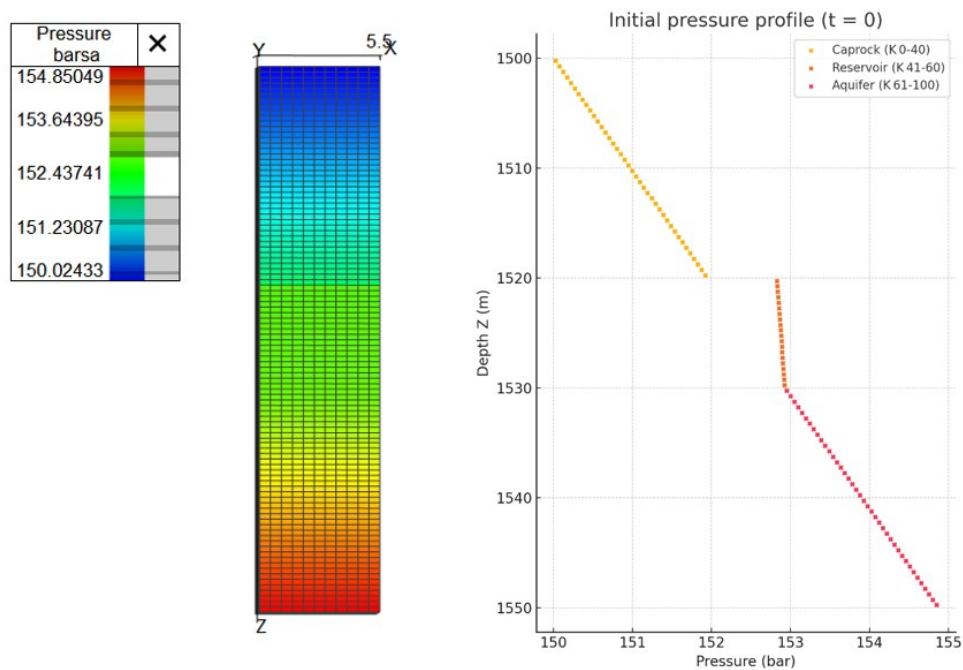 Pressure
barsa
×
154.85049
153.64395
152.43741
151.23087
150.02433
Y
5.5
X
Z
Initial pressure profile (t = 0)
Caprock (K 0-40)
Reservoir (K 41-60)
Aquifer (K 61-100)
Depth Z (m)
1500
1510
1520
1530
1540
1550
150
151
152
153
154
155
Pressure (bar)